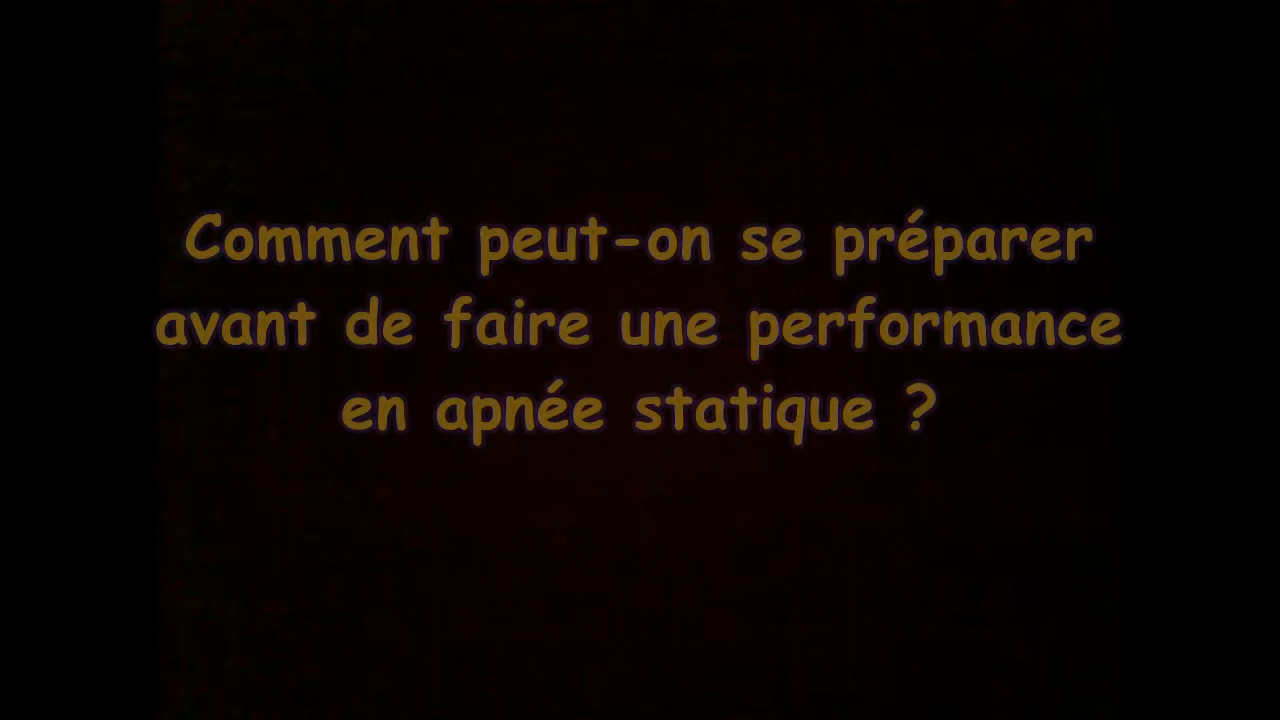 Comment peut-on se préparer
avant de faire une performance
en apnée statique ?